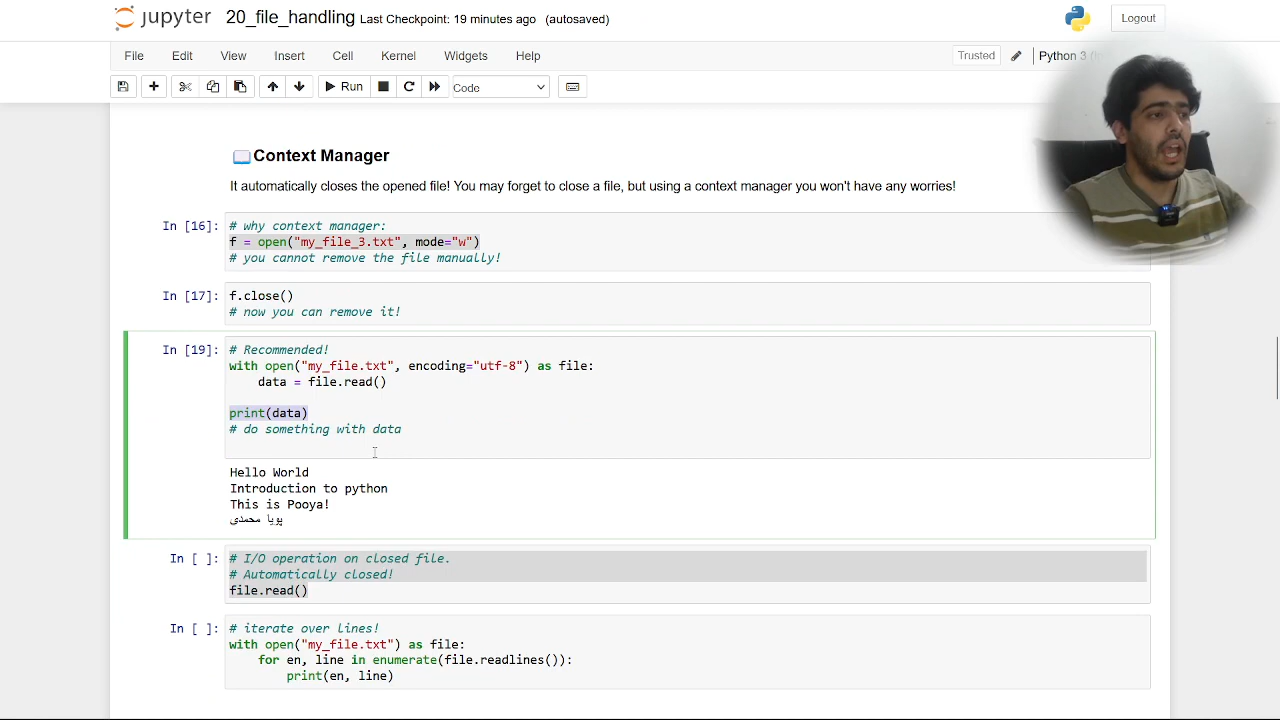 jupyter 20_file_handling Last Checkpoint: 19 minutes ago (autosaved) Logout
File Edit View Insert Cell Kernel Widgets Help Trusted Python 3
Run Code
Context Manager
It automatically closes the opened file! You may forget to close a file, but using a context manager you won't have any worries!
In [16]: # why context manager:
f = open("my_file_3.txt", mode="w")
# you cannot remove the file manually!
In [17]: f.close()
# now you can remove it!
In [19]: # Recommended!
with open("my_file.txt", encoding="utf-8") as file:
    data = file.read()
print(data)
# do something with data
Hello World
Introduction to python
This is Pooya!
پویا محمدی
In [ ]: # I/O operation on closed file.
# Automatically closed!
file.read()
In [ ]: # iterate over lines!
with open("my_file.txt") as file:
    for en, line in enumerate(file.readlines()):
        print(en, line)